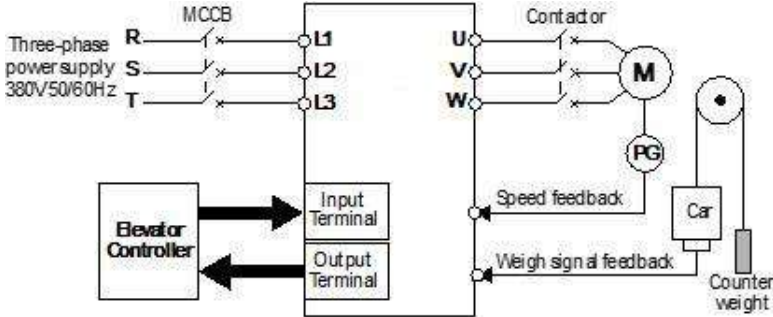 MCCB
Contactor
Three-phase
power supply
380V50/60Hz
R
L1
U
S
L2
V
M
T
L3
W
PG
Elevator
Controller
Input
Terminal
Speed feedback
Car
Output
Terminal
Weigh signal feedback
Counter
weight